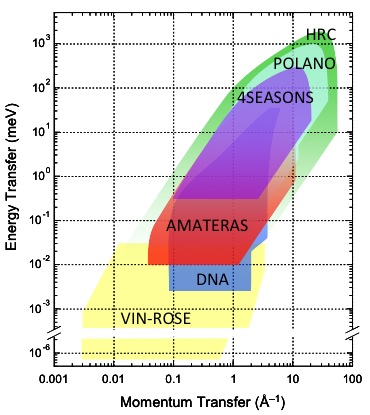 HRC
10³
POLANO
4SEASONS
10²
10¹
10⁰
10⁻¹
AMATERAS
10⁻²
DNA
10⁻³
VIN-ROSE
10⁻⁶
Energy Transfer (meV)
0.001 0.01 0.1 1 10 100
Momentum Transfer (Å⁻¹)